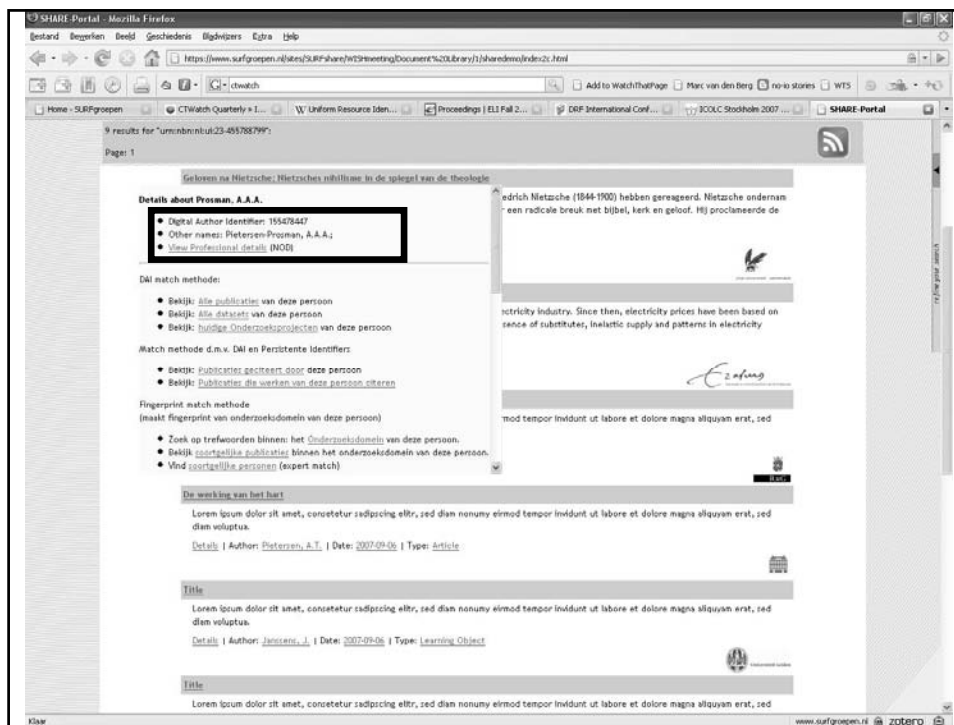 SHARE-Portal - Mozilla Firefox
Bestand Bewerken Beeld Geschiedenis Bladwijzers Extra Help
https://www.surfgroepen.nl/sites/SURFshare/WISHmeeting/Document%20Library/1/sharedemo/index2c.html
G ctwatch
Add to WatchThatPage Marc van den Berg no-io stories WTS
Home - SURFgroepen CTWatch Quarterly » I... W Uniform Resource Iden... Proceedings | ELI Fall 2... DRF International Conf... ICOLC Stockholm 2007 ... SHARE-Portal
9 results for "urn:nbn:nl:ui:23-455788799":
Page: 1
Geloven na Nietzsche; Nietzsches nihilisme in de spiegel van de theologie
Details about Prosman, A.A.A.
edrich Nietzsche (1844-1900) hebben gereageerd. Nietzsche ondernam
een radicale breuk met bijbel, kerk en geloof. Hij proclameerde de
Digital Author Identifier: 155478447
Other names: Pietersen-Prosman, A.A.A.;
View Professional details (NOD)
refine your search
DAI match methode:
Bekijk: Alle publicaties van deze persoon
Bekijk: Alle datasets van deze persoon
Bekijk: huidige Onderzoeksprojecten van deze persoon
ectricity industry. Since then, electricity prices have been based on
sence of substitutes, inelastic supply and patterns in electricity
Match methode d.m.v. DAI en Persistente Identifiers
Bekijk: Publicaties geciteert door deze persoon
Bekijk: Publicaties die werken van deze persoon citeren
Erafung
Fingerprint match methode
(maakt fingerprint van onderzoeksdomein van deze persoon)
mod tempor invidunt ut labore et dolore magna aliquyam erat, sed
Zoek op trefwoorden binnen: het Onderzoeksdomein van deze persoon.
Bekijk soortgelijke publicaties binnen het onderzoeksdomein van deze persoon.
Vind soortgelijke personen (expert match)
RuG
De werking van het hart
Lorem ipsum dolor sit amet, consetetur sadipscing elitr, sed diam nonumy eirmod tempor invidunt ut labore et dolore magna aliquyam erat, sed
diam voluptua.
Details | Author: Pietersen, A.T. | Date: 2007-09-06 | Type: Article
Title
Lorem ipsum dolor sit amet, consetetur sadipscing elitr, sed diam nonumy eirmod tempor invidunt ut labore et dolore magna aliquyam erat, sed
diam voluptua.
Details | Author: Janssens, J. | Date: 2007-09-06 | Type: Learning Object
Title
Lorem ipsum dolor sit amet, consetetur sadipscing elitr, sed diam nonumy eirmod tempor invidunt ut labore et dolore magna aliquyam erat, sed
Klaar
www.surfgroepen.nl zotero